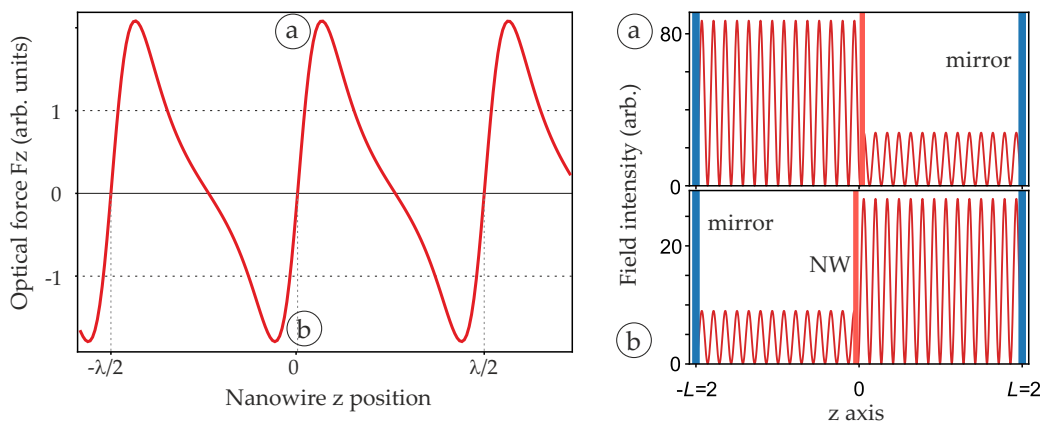 Optical force Fz (arb. units)
1
0
-1
a
b
-λ/2
0
λ/2
Nanowire z position
a
Field intensity (arb.)
80
0
mirror
b
20
0
mirror
NW
-L=2
0
L=2
z axis